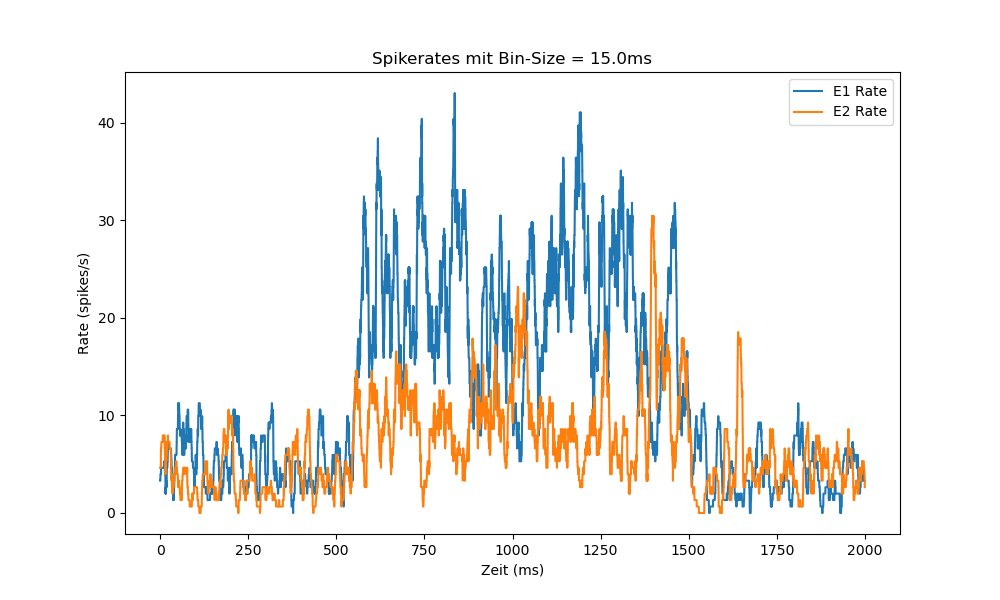 Spikerates mit Bin-Size = 15.0ms
E1 Rate
E2 Rate
Rate (spikes/s)
40
30
20
10
0
0 250 500 750 1000 1250 1500 1750 2000
Zeit (ms)